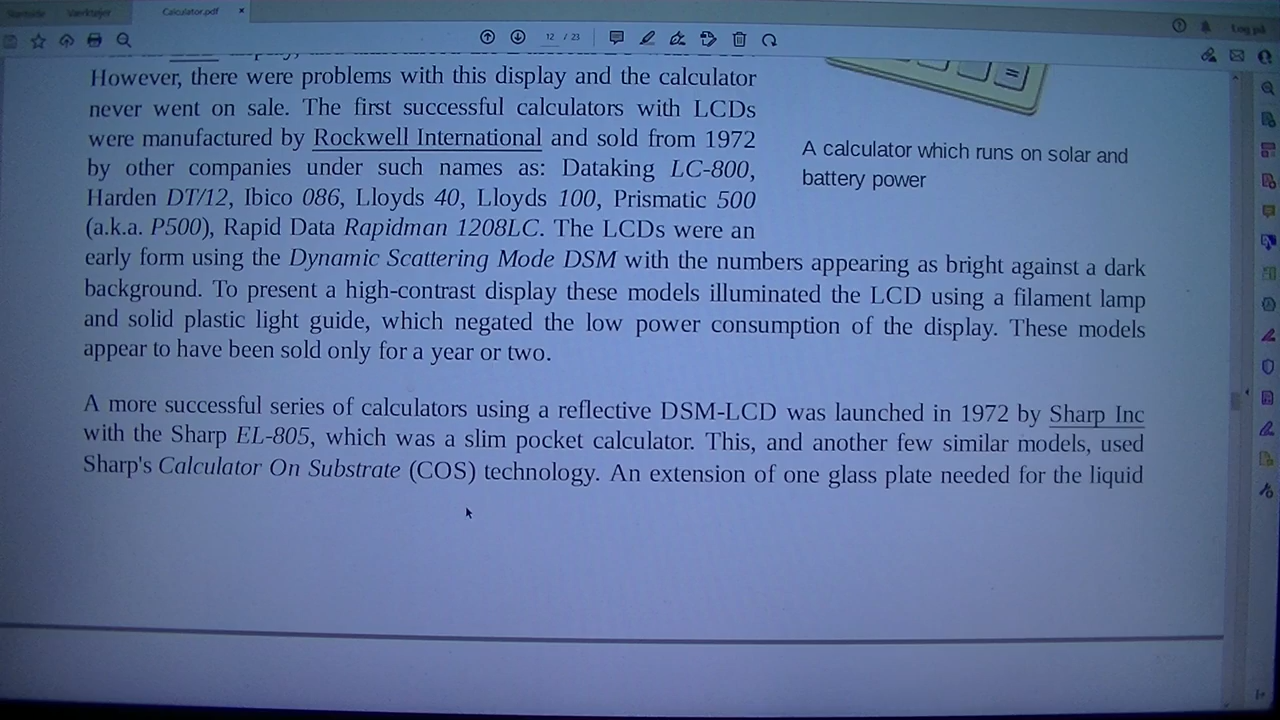 Startside Værktøjer Calculator.pdf ×
Log på
12 / 23
However, there were problems with this display and the calculator
never went on sale. The first successful calculators with LCDs
were manufactured by Rockwell International and sold from 1972
by other companies under such names as: Dataking LC-800,
Harden DT/12, Ibico 086, Lloyds 40, Lloyds 100, Prismatic 500
(a.k.a. P500), Rapid Data Rapidman 1208LC. The LCDs were an
early form using the Dynamic Scattering Mode DSM with the numbers appearing as bright against a dark
background. To present a high-contrast display these models illuminated the LCD using a filament lamp
and solid plastic light guide, which negated the low power consumption of the display. These models
appear to have been sold only for a year or two.
=
A calculator which runs on solar and
battery power
A more successful series of calculators using a reflective DSM-LCD was launched in 1972 by Sharp Inc
with the Sharp EL-805, which was a slim pocket calculator. This, and another few similar models, used
Sharp's Calculator On Substrate (COS) technology. An extension of one glass plate needed for the liquid